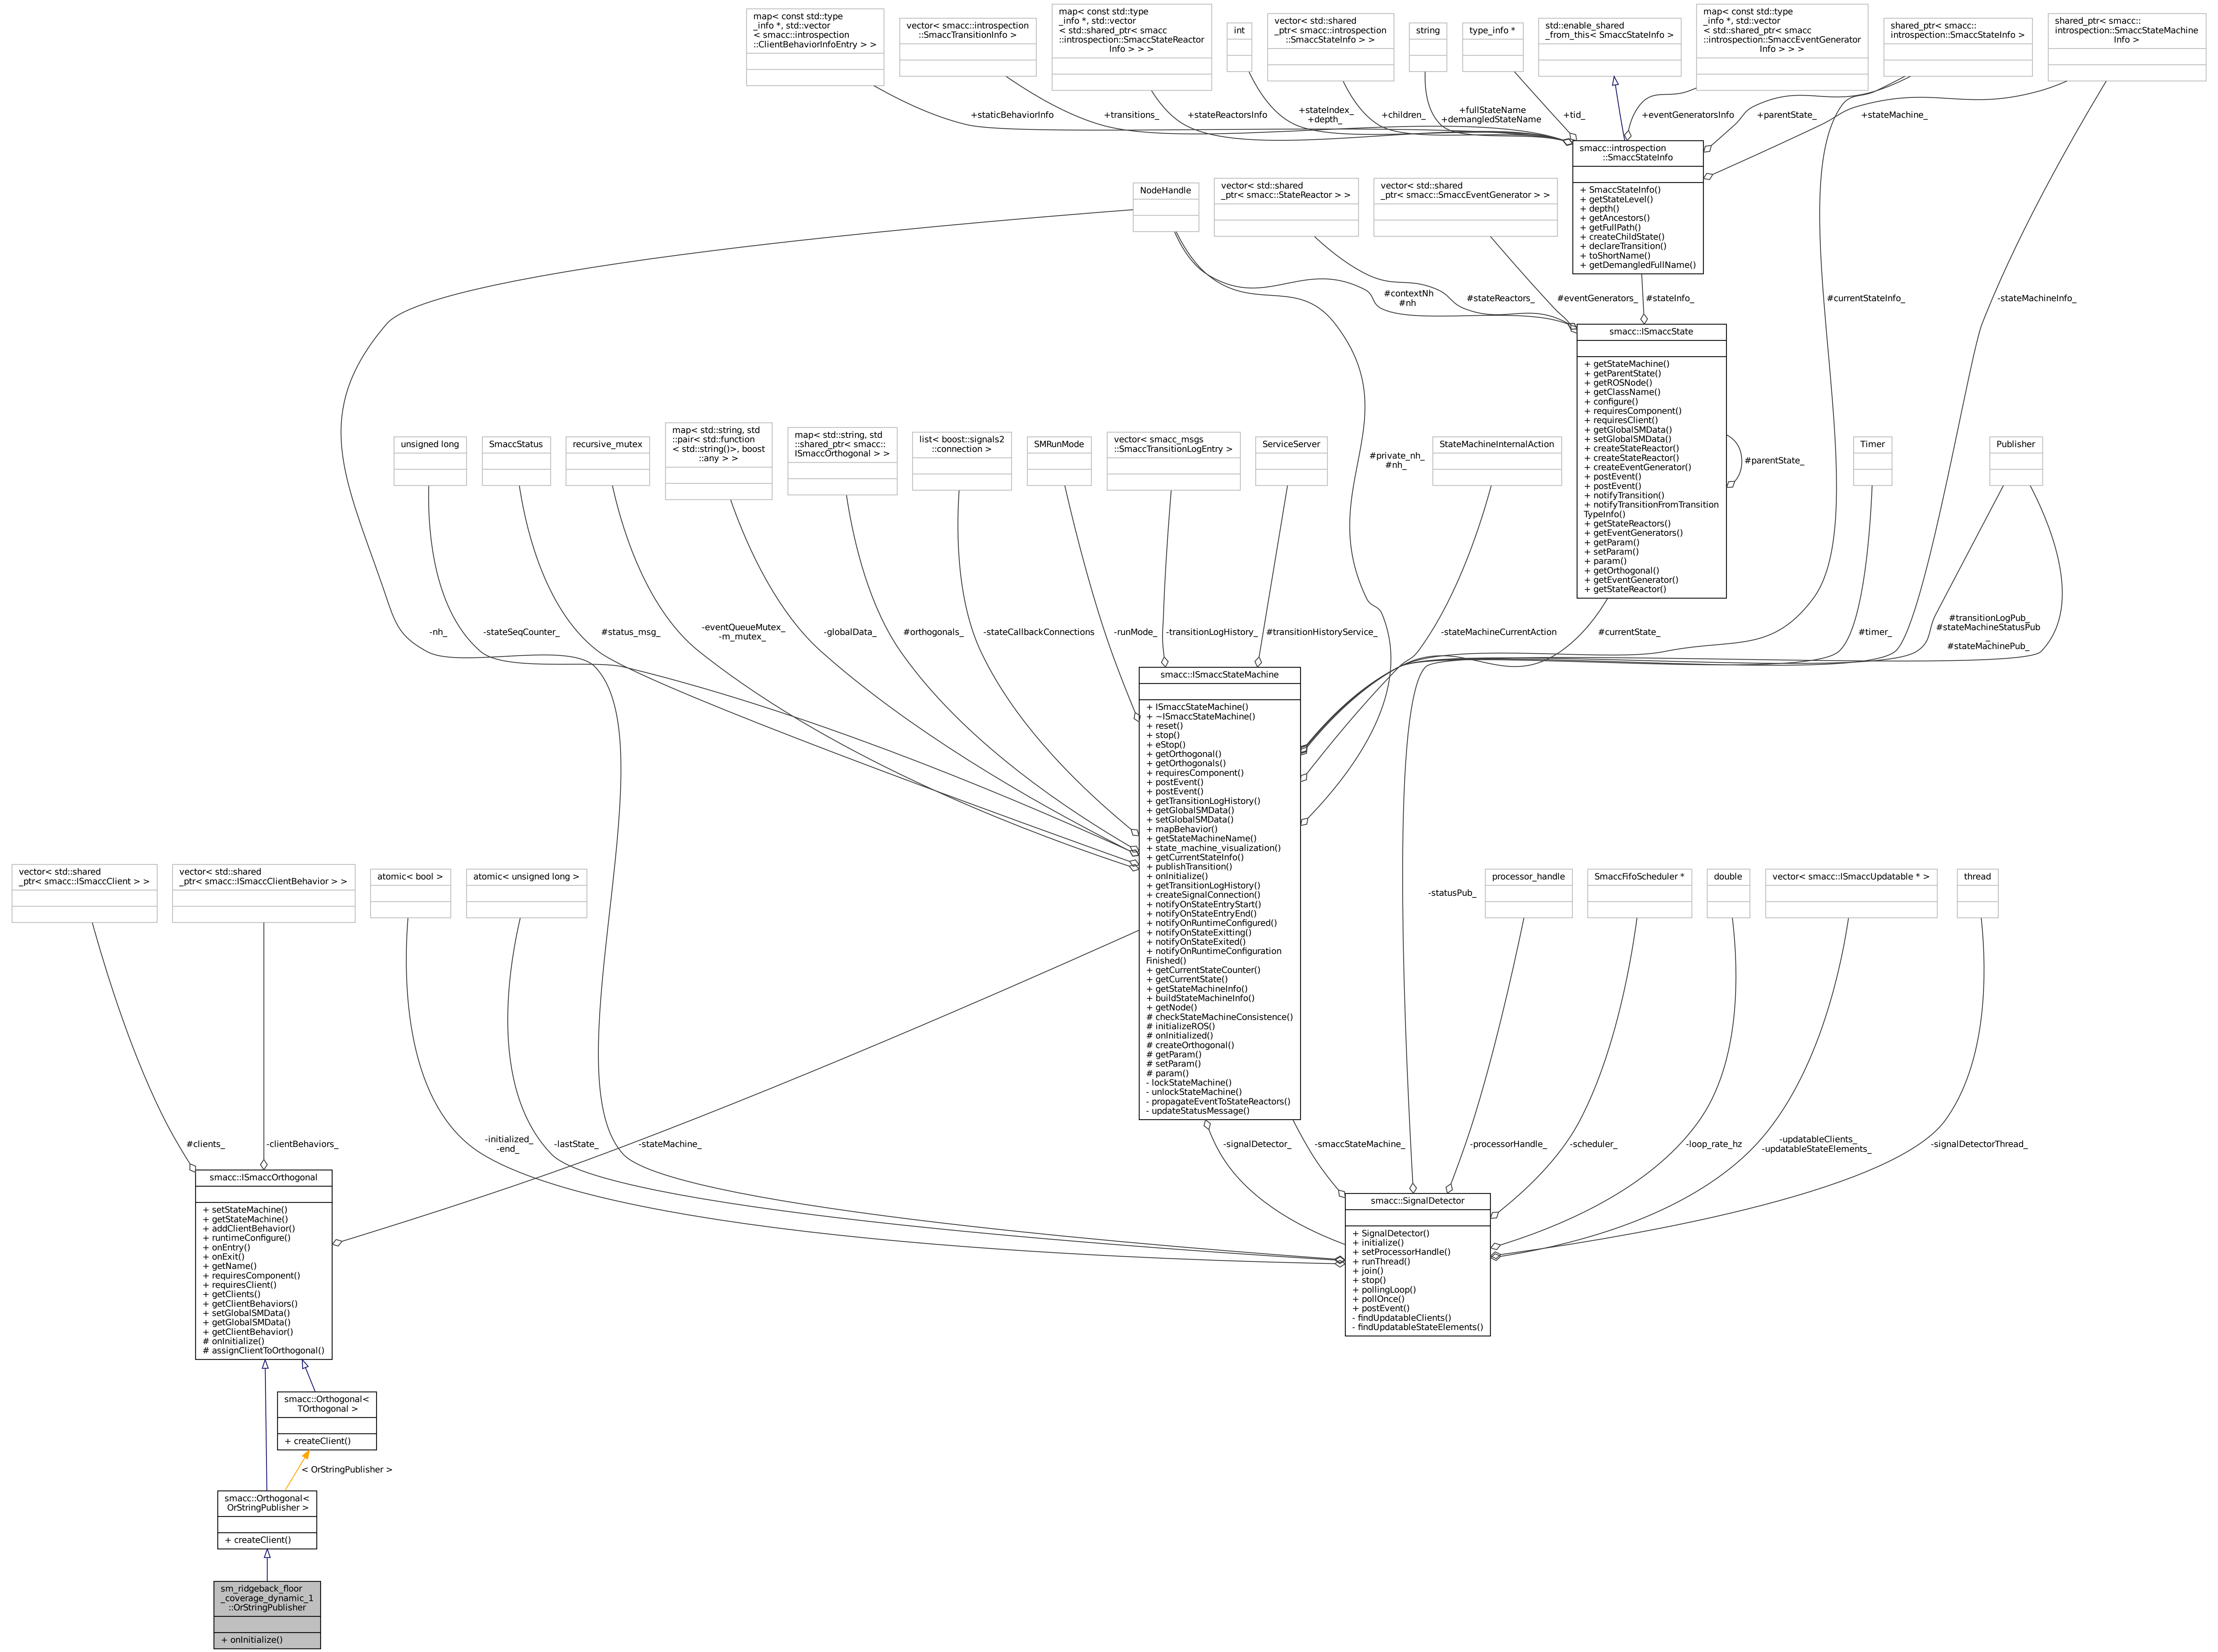 map< const std::type
_info *, std::vector
< smacc::introspection
::ClientBehaviorInfoEntry > >
vector< smacc::introspection
::SmaccTransitionInfo >
map< const std::type
_info *, std::vector
< std::shared_ptr< smacc
::introspection::SmaccStateReactor
Info > > >
int
vector< std::shared
_ptr< smacc::introspection
::SmaccStateInfo > >
string
type_info *
std::enable_shared
_from_this< SmaccStateInfo >
map< const std::type
_info *, std::vector
< std::shared_ptr< smacc
::introspection::SmaccEventGenerator
Info > > >
shared_ptr< smacc::
introspection::SmaccStateInfo >
shared_ptr< smacc::
introspection::SmaccStateMachine
Info >
+staticBehaviorInfo
+transitions_
+stateReactorsInfo
+stateIndex_
+depth_
+children_
+fullStateName
+demangledStateName
+tid_
+eventGeneratorsInfo
+parentState_
+stateMachine_
smacc::introspection
::SmaccStateInfo
+ SmaccStateInfo()
+ getStateLevel()
+ depth()
+ getAncestors()
+ getFullPath()
+ createChildState()
+ declareTransition()
+ toShortName()
+ getDemangledFullName()
NodeHandle
vector< std::shared
_ptr< smacc::StateReactor > >
vector< std::shared
_ptr< smacc::SmaccEventGenerator > >
#contextNh
#nh
#stateReactors_
#eventGenerators_
#stateInfo_
#currentStateInfo_
-stateMachineInfo_
smacc::ISmaccState
+ getStateMachine()
+ getParentState()
+ getROSNode()
+ getClassName()
+ configure()
+ requiresComponent()
+ requiresClient()
+ getGlobalSMData()
+ setGlobalSMData()
+ createStateReactor()
+ createStateReactor()
+ createEventGenerator()
+ postEvent()
+ postEvent()
+ notifyTransition()
+ notifyTransitionFromTransition
TypeInfo()
+ getStateReactors()
+ getEventGenerators()
+ getParam()
+ setParam()
+ param()
+ getOrthogonal()
+ getEventGenerator()
+ getStateReactor()
#parentState_
unsigned long
SmaccStatus
recursive_mutex
map< std::string, std
::pair< std::function
< std::string()>, boost
::any > >
map< std::string, std
::shared_ptr< smacc::
ISmaccOrthogonal > >
list< boost::signals2
::connection >
SMRunMode
vector< smacc_msgs
::SmaccTransitionLogEntry >
ServiceServer
#private_nh_
#nh_
StateMachineInternalAction
Timer
Publisher
-nh_
-stateSeqCounter_
#status_msg_
-eventQueueMutex_
-m_mutex_
-globalData_
#orthogonals_
-stateCallbackConnections
-runMode_
-transitionLogHistory_
#transitionHistoryService_
-stateMachineCurrentAction
#currentState_
#timer_
#transitionLogPub_
#stateMachineStatusPub
_
#stateMachinePub_
smacc::ISmaccStateMachine
+ ISmaccStateMachine()
+ ~ISmaccStateMachine()
+ reset()
+ stop()
+ eStop()
+ getOrthogonal()
+ getOrthogonals()
+ requiresComponent()
+ postEvent()
+ postEvent()
+ getTransitionLogHistory()
+ getGlobalSMData()
+ setGlobalSMData()
+ mapBehavior()
+ getStateMachineName()
+ state_machine_visualization()
+ getCurrentStateInfo()
+ publishTransition()
+ onInitialize()
+ getTransitionLogHistory()
+ createSignalConnection()
+ notifyOnStateEntryStart()
+ notifyOnStateEntryEnd()
+ notifyOnRuntimeConfigured()
+ notifyOnStateExitting()
+ notifyOnStateExited()
+ notifyOnRuntimeConfiguration
Finished()
+ getCurrentStateCounter()
+ getCurrentState()
+ getStateMachineInfo()
+ buildStateMachineInfo()
+ getNode()
# checkStateMachineConsistence()
# initializeROS()
# onInitialized()
# createOrthogonal()
# getParam()
# setParam()
# param()
- lockStateMachine()
- unlockStateMachine()
- propagateEventToStateReactors()
- updateStatusMessage()
vector< std::shared
_ptr< smacc::ISmaccClient > >
vector< std::shared
_ptr< smacc::ISmaccClientBehavior > >
atomic< bool >
atomic< unsigned long >
-statusPub_
processor_handle
SmaccFifoScheduler *
double
vector< smacc::ISmaccUpdatable * >
thread
#clients_
-clientBehaviors_
-initialized_
-end_
-lastState_
-stateMachine_
-signalDetector_
-smaccStateMachine_
-processorHandle_
-scheduler_
-loop_rate_hz
-updatableClients_
-updatableStateElements_
-signalDetectorThread_
smacc::ISmaccOrthogonal
+ setStateMachine()
+ getStateMachine()
+ addClientBehavior()
+ runtimeConfigure()
+ onEntry()
+ onExit()
+ getName()
+ requiresComponent()
+ requiresClient()
+ getClients()
+ getClientBehaviors()
+ setGlobalSMData()
+ getGlobalSMData()
+ getClientBehavior()
# onInitialize()
# assignClientToOrthogonal()
smacc::SignalDetector
+ SignalDetector()
+ initialize()
+ setProcessorHandle()
+ runThread()
+ join()
+ stop()
+ pollingLoop()
+ pollOnce()
+ postEvent()
- findUpdatableClients()
- findUpdatableStateElements()
smacc::Orthogonal<
TOrthogonal >
+ createClient()
< OrStringPublisher >
smacc::Orthogonal<
OrStringPublisher >
+ createClient()
sm_ridgeback_floor
_coverage_dynamic_1
::OrStringPublisher
+ onInitialize()